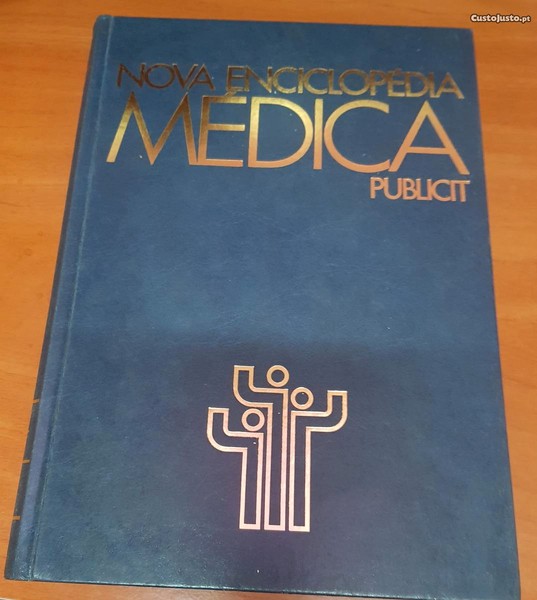 CustoJusto.pt
NOVA ENCICLOPÉDIA
MÉDICA
PUBLICIT